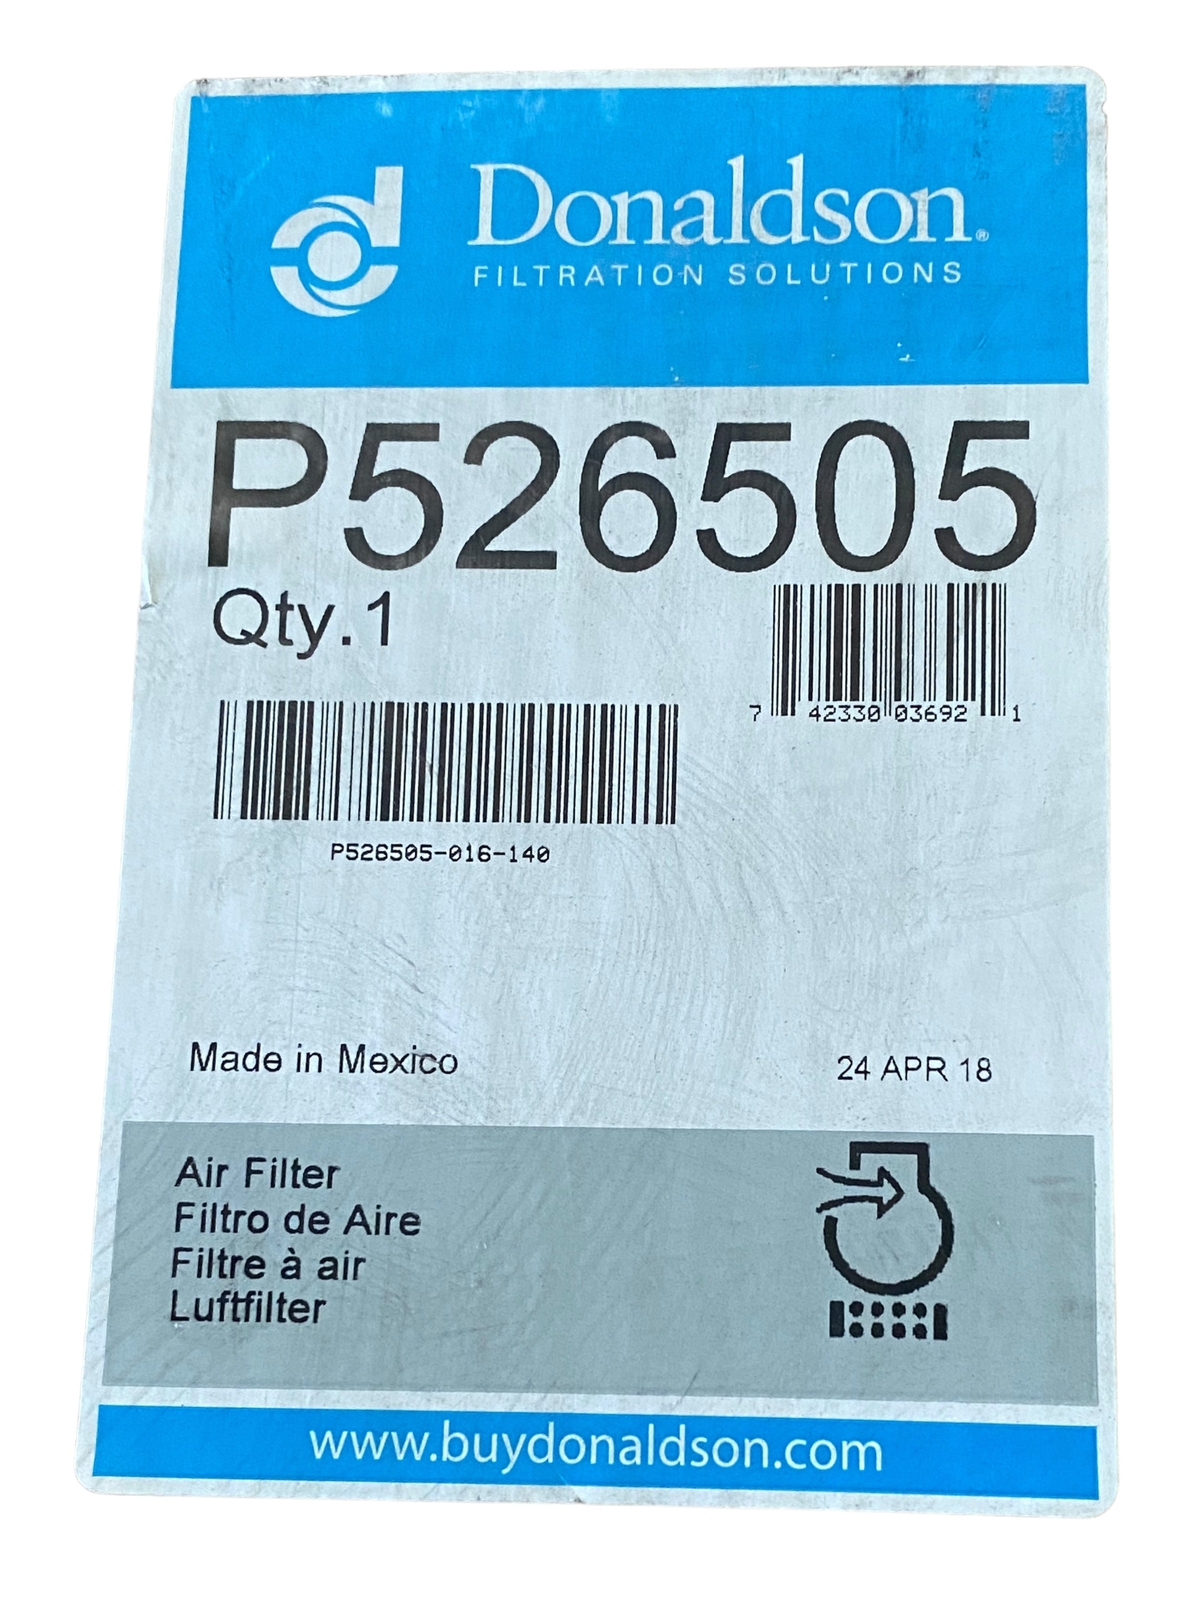 Donaldson®
FILTRATION SOLUTIONS
P526505
Qty.1
7 42330 03692 1
P526505-016-140
Made in Mexico
24 APR 18
Air Filter
Filtro de Aire
Filtre à air
Luftfilter
www.buydonaldson.com